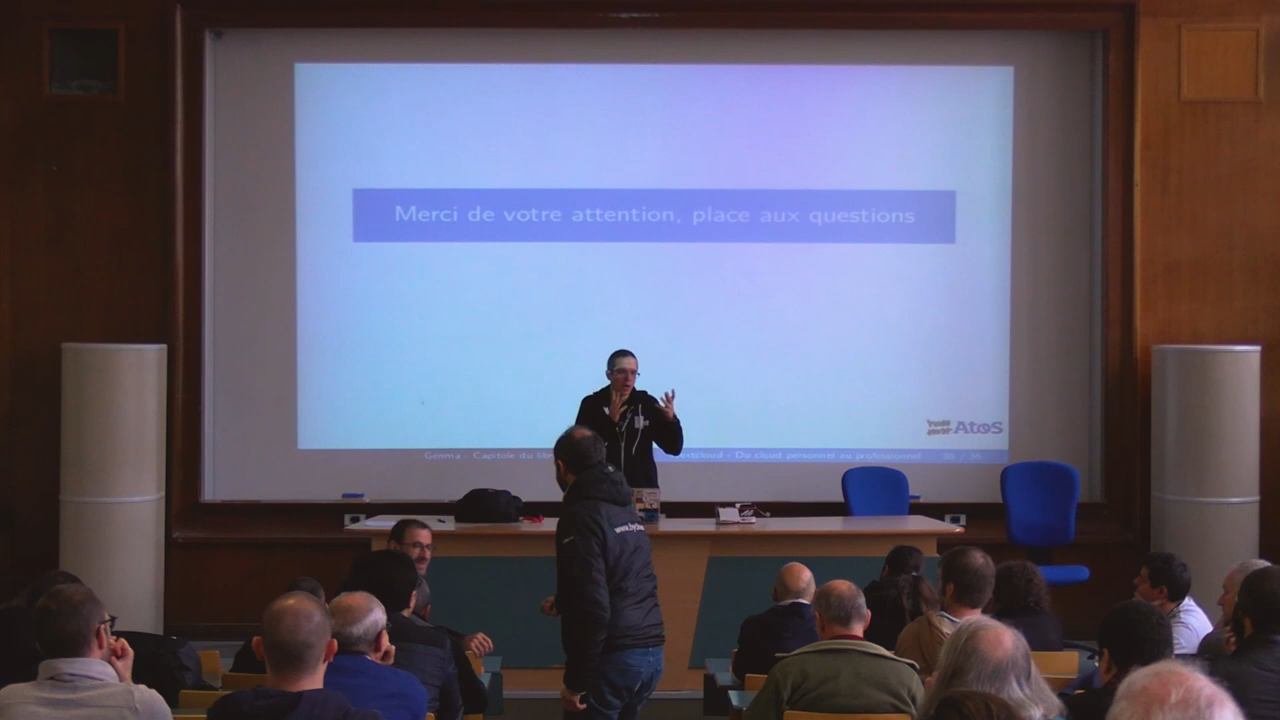 Merci de votre attention, place aux questions
Atos
Genma - Capitole du
- Du cloud personnel au professionnel